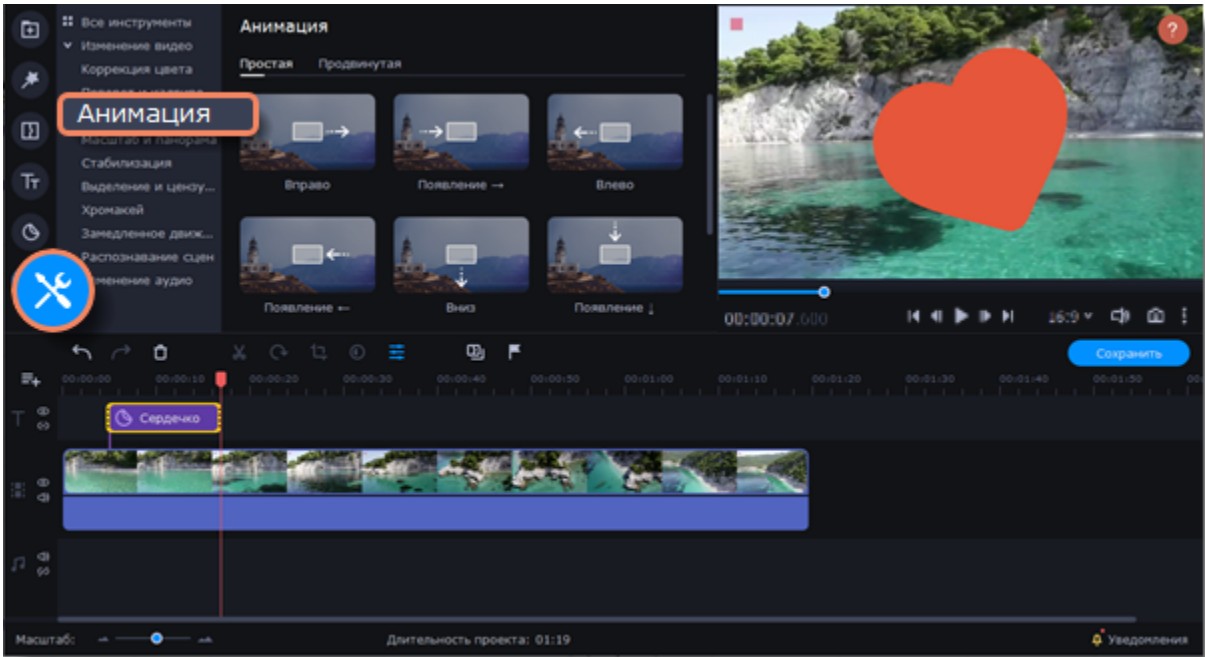 Все инструменты
Изменение видео
Коррекция цвета
Анимация
Масштаб и панорама
Стабилизация
Выделение и цензу...
Хромакей
Замедленное движ...
Распознавание сцен
Анимация
Простая Продвинутая
Вправо Появление → Влево
Появление ← Вниз Появление ↓
?
00:00:07.600
16:9
Сохранить
00:00:00 00:00:10 00:00:20 00:00:30 00:00:40 00:00:50 00:01:00 00:01:10 00:01:20 00:01:30 00:01:40 00:01:50 00:
Сердечко
Масштаб: Длительность проекта: 01:19 Уведомления